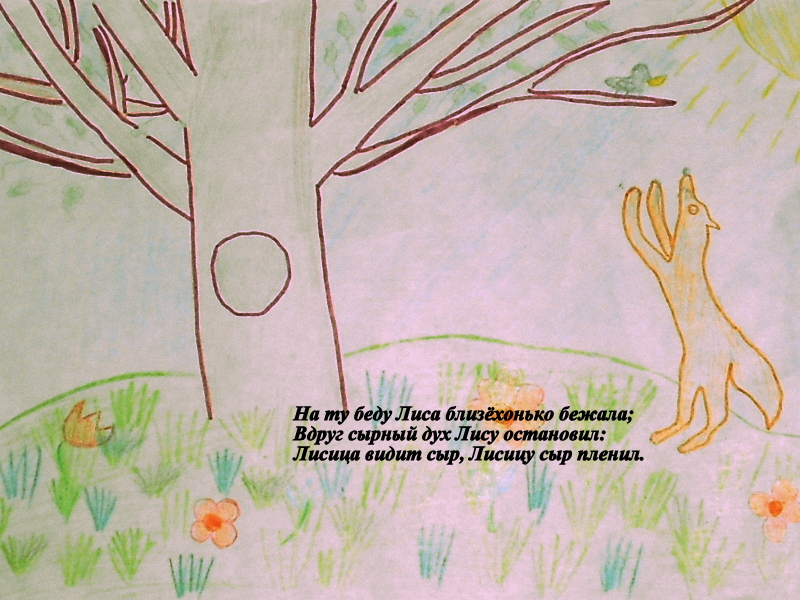 На ту беду Лиса близёхонько бежала;
Вдруг сырный дух Лису остановил:
Лисица видит сыр, Лисицу сыр пленил.